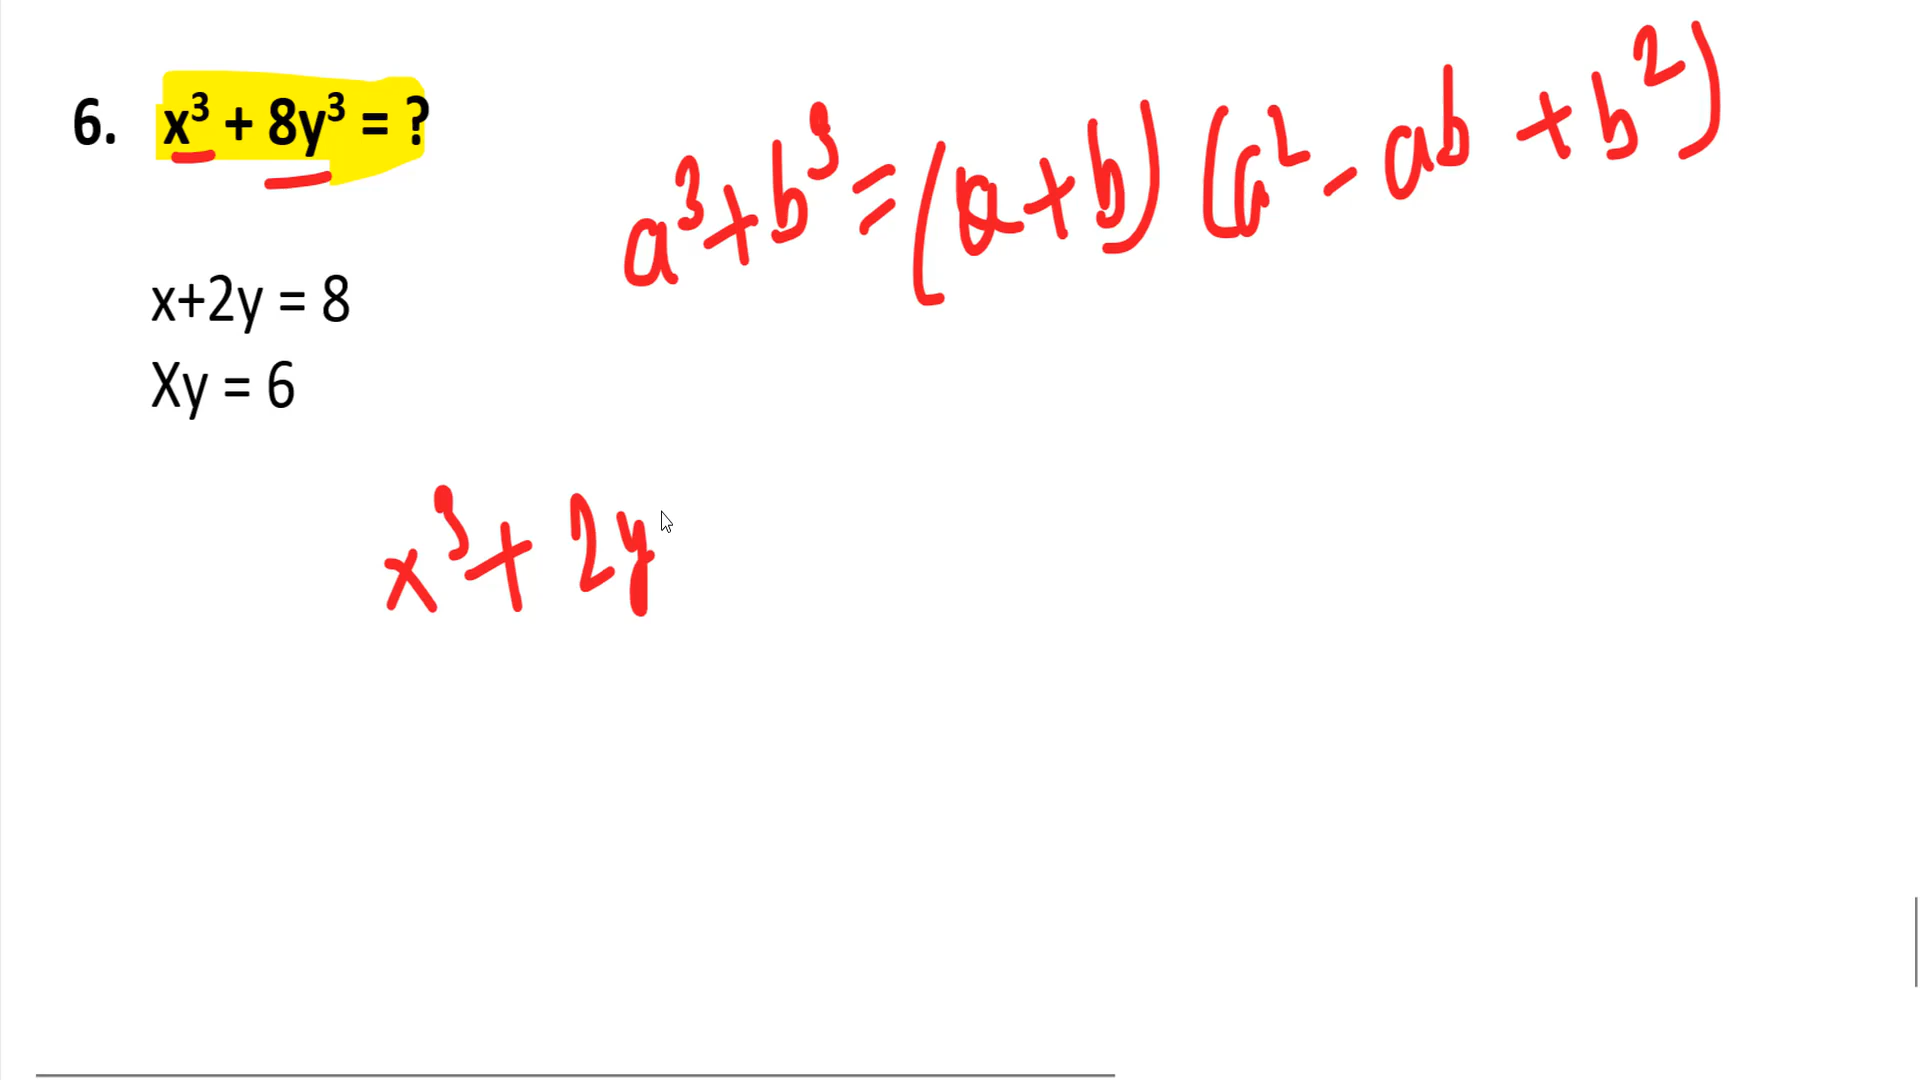 6. x³ + 8y³ = ?
a³+b³=(a+b)(a²-ab+b²)
x+2y = 8
Xy = 6
x³+2y